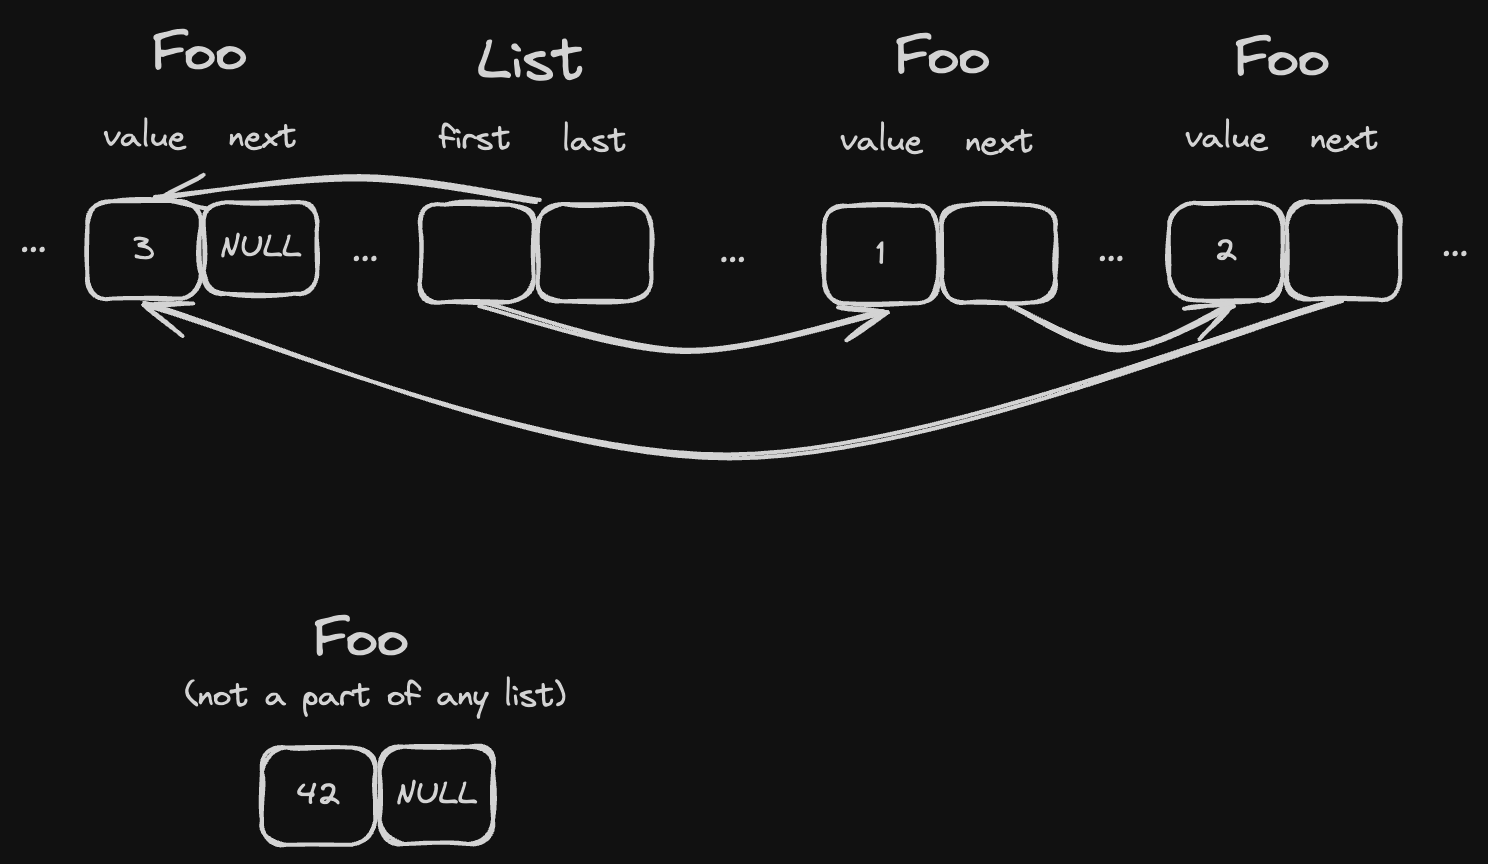 Foo List Foo Foo
value next first last value next value next
... 3 NULL ... ... 1 ... 2 ...
Foo
(not a part of any list)
42 NULL